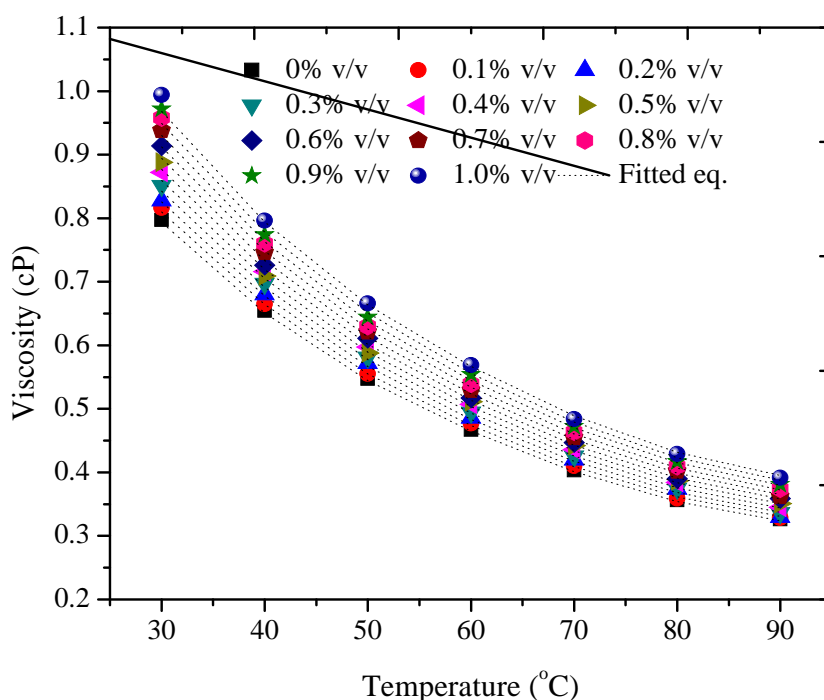 1.1
1.0
0.9
0.8
0.7
0.6
0.5
0.4
0.3
0.2
Viscosity (cP)
0% v/v 0.1% v/v 0.2% v/v
0.3% v/v 0.4% v/v 0.5% v/v
0.6% v/v 0.7% v/v 0.8% v/v
0.9% v/v 1.0% v/v Fitted eq.
30 40 50 60 70 80 90
Temperature (°C)